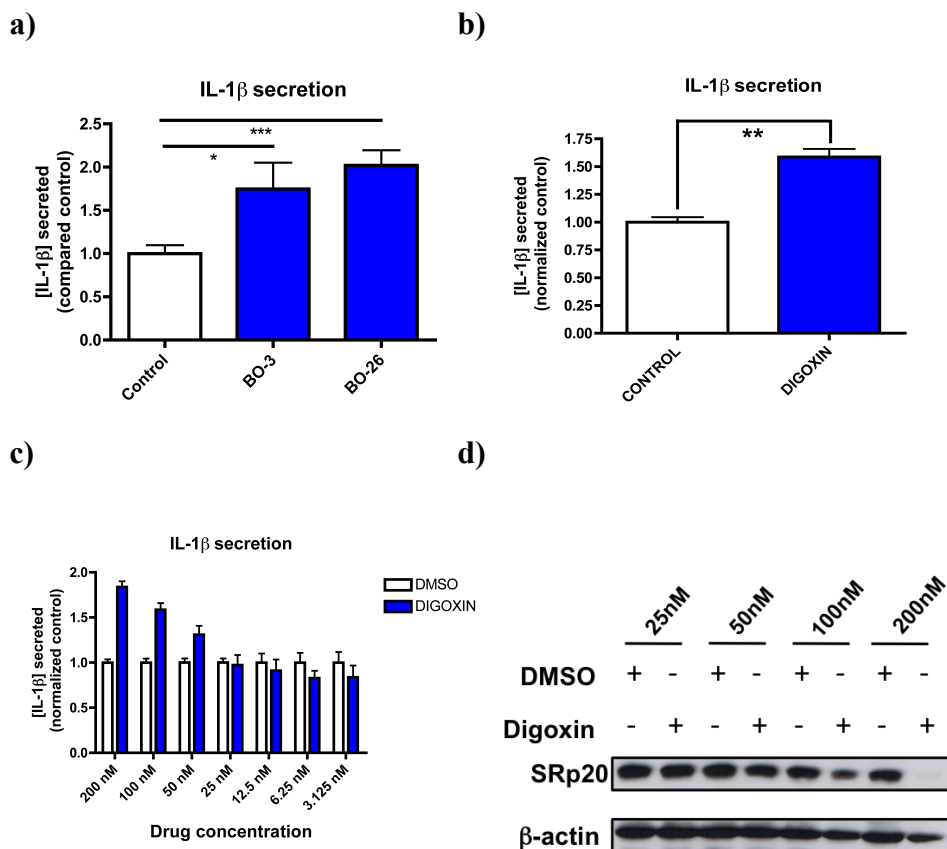 a)
IL-1β secretion
[IL-1β] secreted
(compared control)
2.5
2.0
1.5
1.0
0.5
0.0
***
*
Control
BO-3
BO-26
b)
IL-1β secretion
[IL-1β] secreted
(normalized control)
1.75
1.50
1.25
1.00
0.75
0.50
0.25
0.00
**
CONTROL
DIGOXIN
c)
IL-1β secretion
[IL-1β] secreted
(normalized control)
2.0
1.5
1.0
0.5
0.0
DMSO
DIGOXIN
200 nM
100 nM
50 nM
25 nM
12.5 nM
6.25 nM
3.125 nM
Drug concentration
d)
25nM 50nM 100nM 200nM
DMSO + - + - + - + -
Digoxin - + - + - + - +
SRp20
β-actin